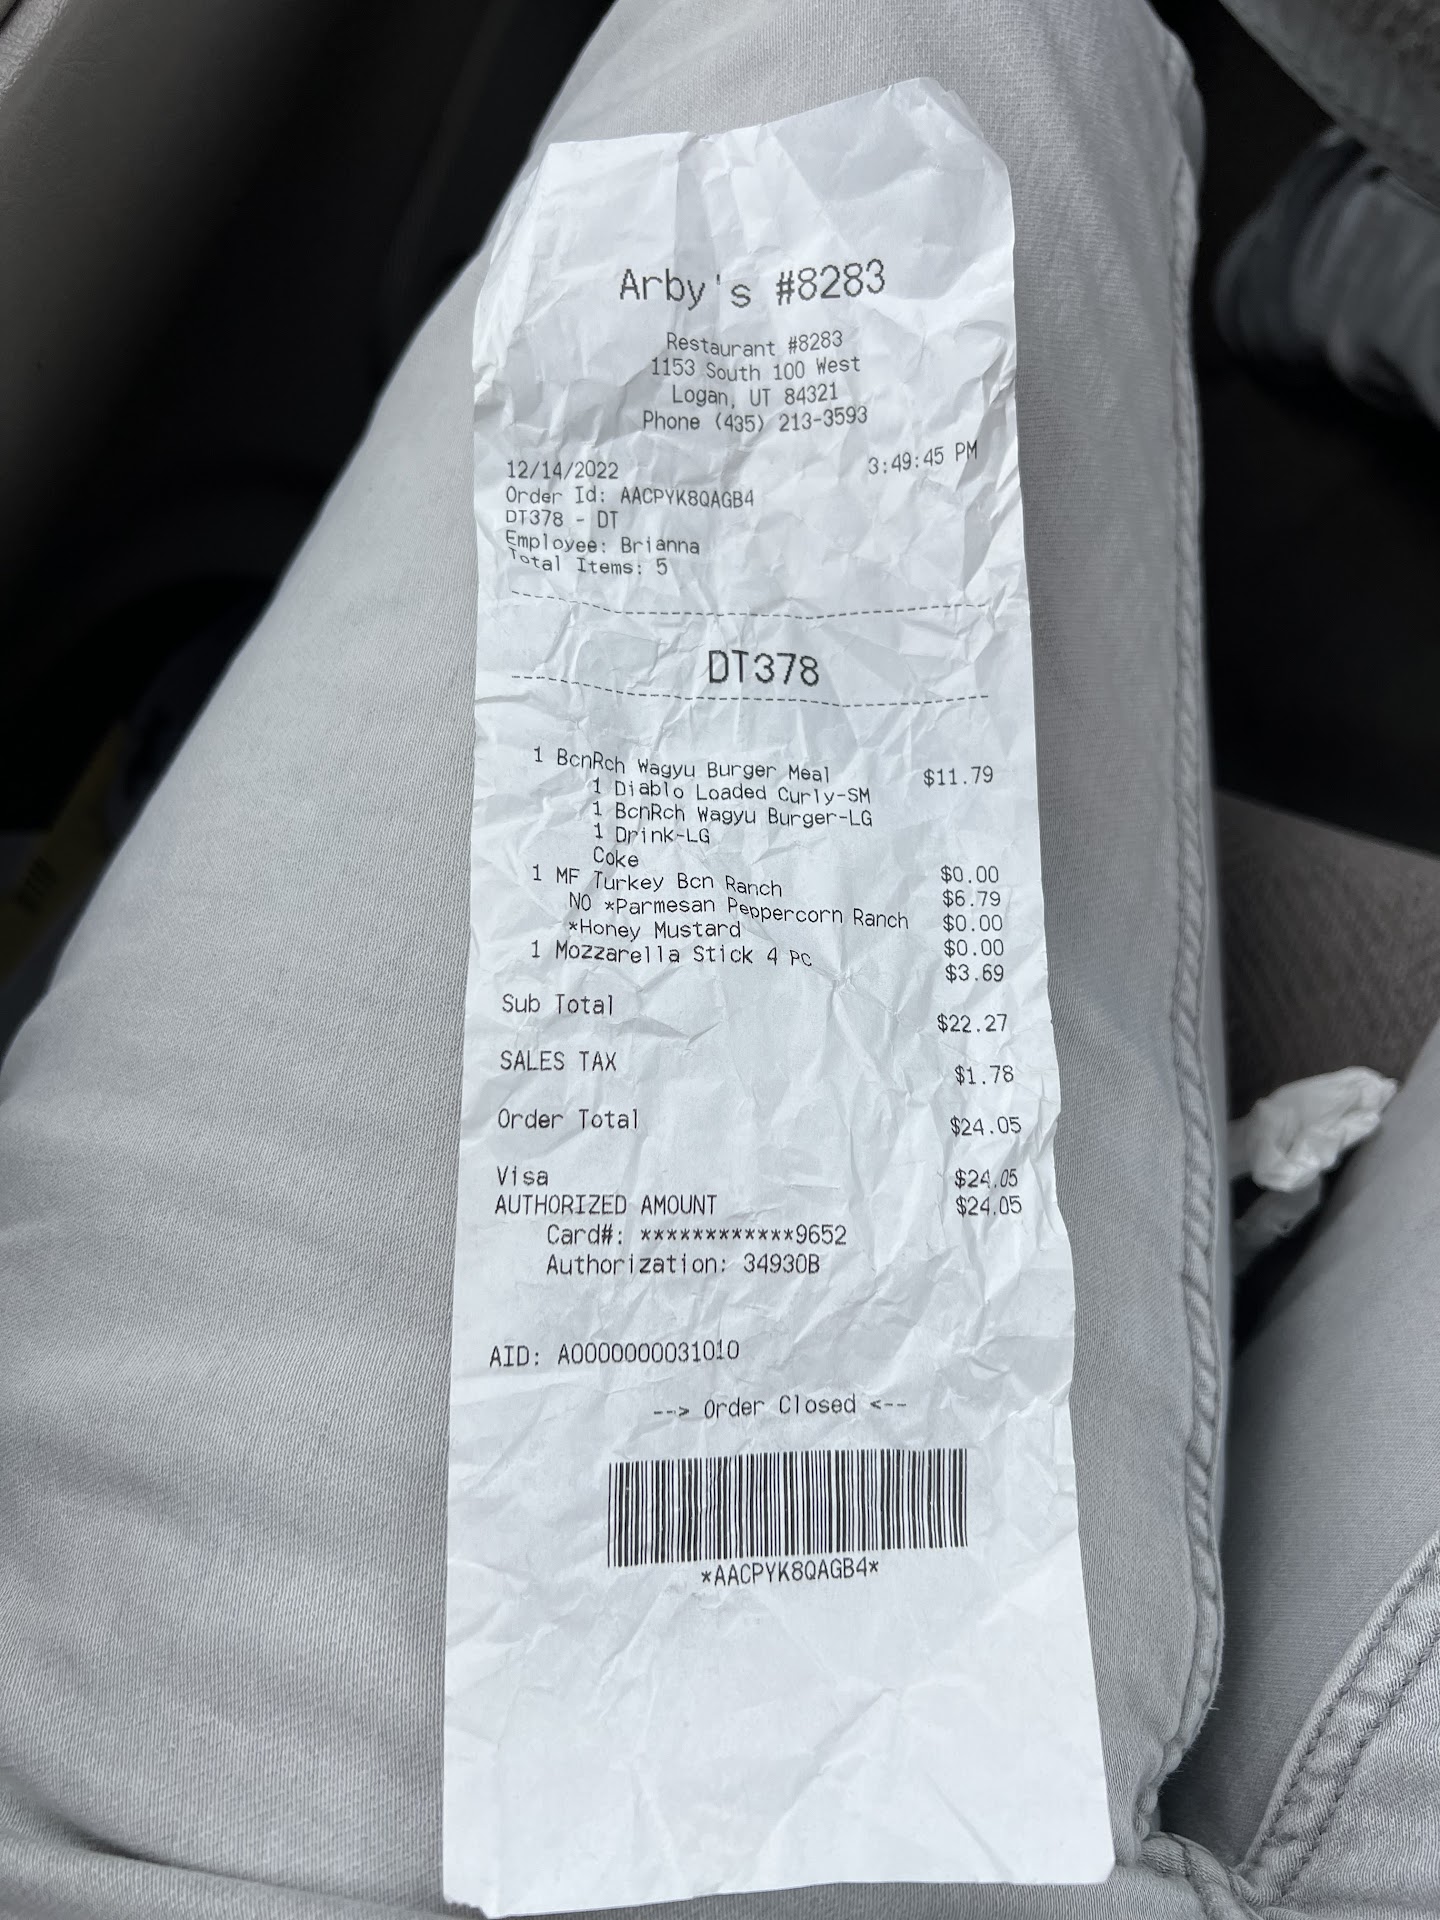 Arby's #8283
Restaurant #8283
1153 South 100 West
Logan, UT 84321
Phone (435) 213-3593
12/14/2022 3:49:45 PM
Order Id: AACPYK8QAGB4
DT378 - DT
Employee: Brianna
Total Items: 5
DT378
1 BcnRch Wagyu Burger Meal $11.79
1 Diablo Loaded Curly-SM
1 BcnRch Wagyu Burger-LG
1 Drink-LG
Coke $0.00
1 MF Turkey Bcn Ranch $6.79
NO *Parmesan Peppercorn Ranch $0.00
*Honey Mustard $0.00
1 Mozzarella Stick 4 Pc $3.69
Sub Total $22.27
SALES TAX $1.78
Order Total $24.05
Visa $24.05
AUTHORIZED AMOUNT $24.05
Card#: ************9652
Authorization: 34930B
AID: A0000000031010
--> Order Closed <--
*AACPYK8QAGB4*